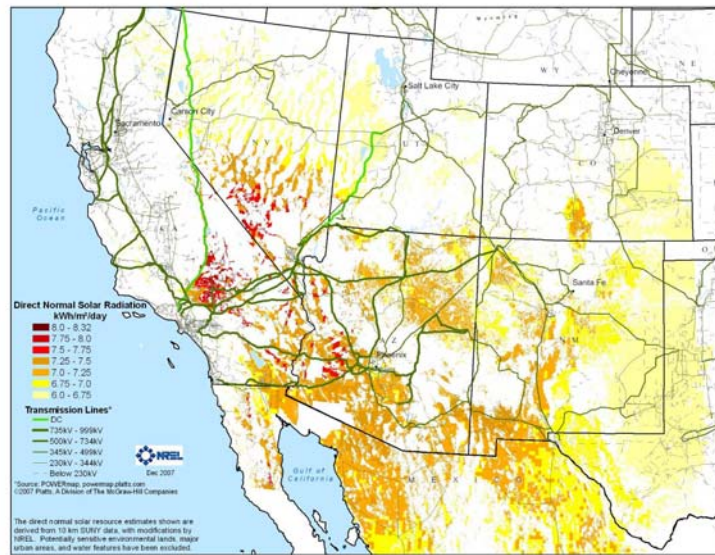 W Y
N E
Cheyenne
Salt Lake City
Carson City
Sacramento
N V
U T
Denver
C O
Pacific
Ocean
C A
Santa Fe
A Z
N M
Phoenix
Direct Normal Solar Radiation
kWh/m²/day
8.0 - 8.32
7.75 - 8.0
7.5 - 7.75
7.25 - 7.5
7.0 - 7.25
6.75 - 7.0
6.0 - 6.75
Transmission Lines*
DC
735kV - 999kV
500kV - 734kV
345kV - 499kV
230kV - 344kV
Below 230kV
NREL
Dec 2007
Gulf of
California
M E X I C O
*Source: POWERmap, powermap.platts.com
©2007 Platts, A Division of The McGraw-Hill Companies
The direct normal solar resource estimates shown are
derived from 10 km SUNY data, with modifications by
NREL. Potentially sensitive environmental lands, major
urban areas, and water features have been excluded.